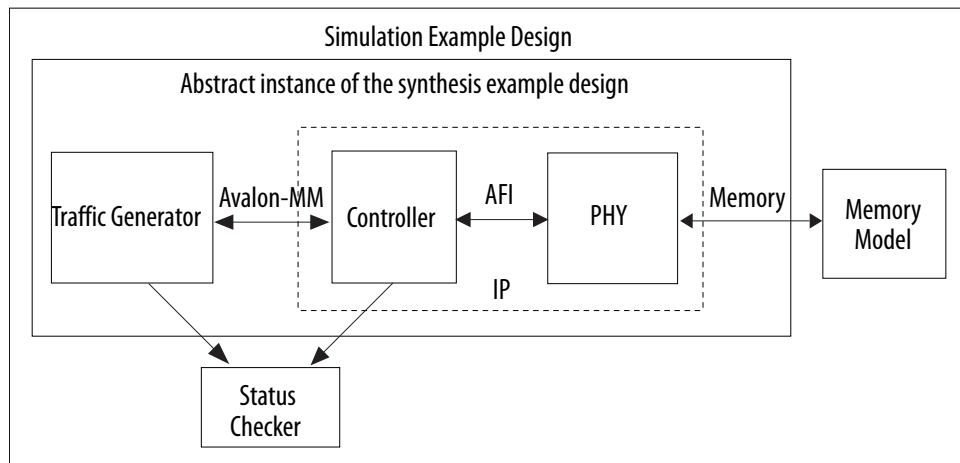 Simulation Example Design
Abstract instance of the synthesis example design
Traffic Generator
Avalon-MM
Controller
AFI
PHY
Memory
Memory
Model
IP
Status
Checker